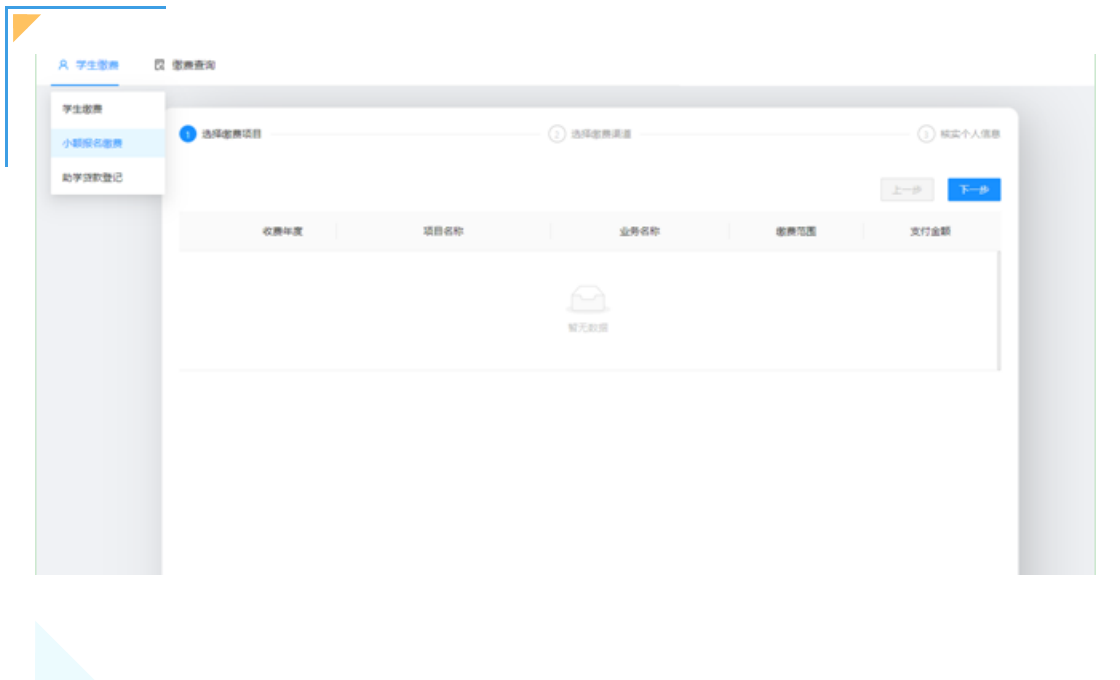 学生缴费 缴费查询
学生缴费
小额报名缴费
助学贷款登记
1 选择缴费项目
2 选择缴费渠道
3 核实个人信息
上一步 下一步
收费年度 项目名称 业务名称 缴费范围 支付金额
暂无数据